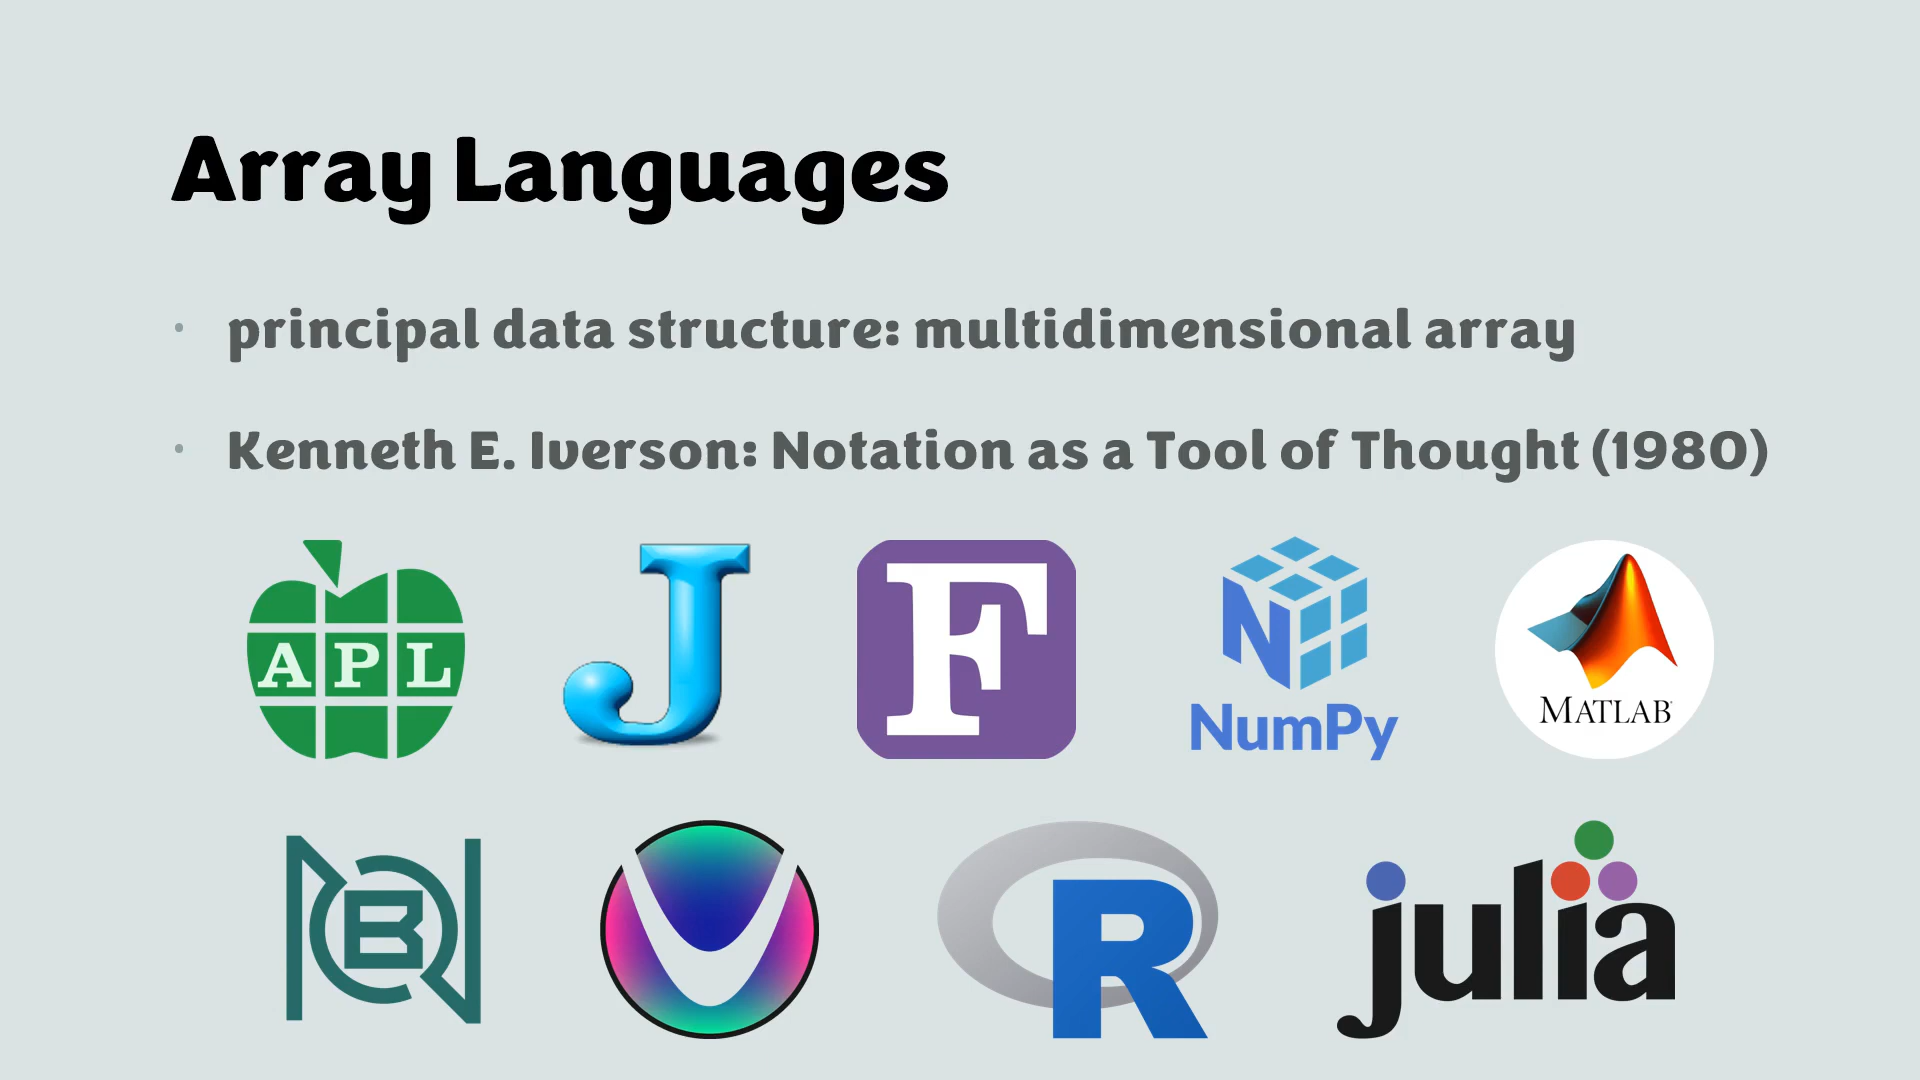 Array Languages
· principal data structure: multidimensional array
· Kenneth E. Iverson: Notation as a Tool of Thought (1980)
APL
J
F
N
NumPy
MATLAB
BQN
R
julia